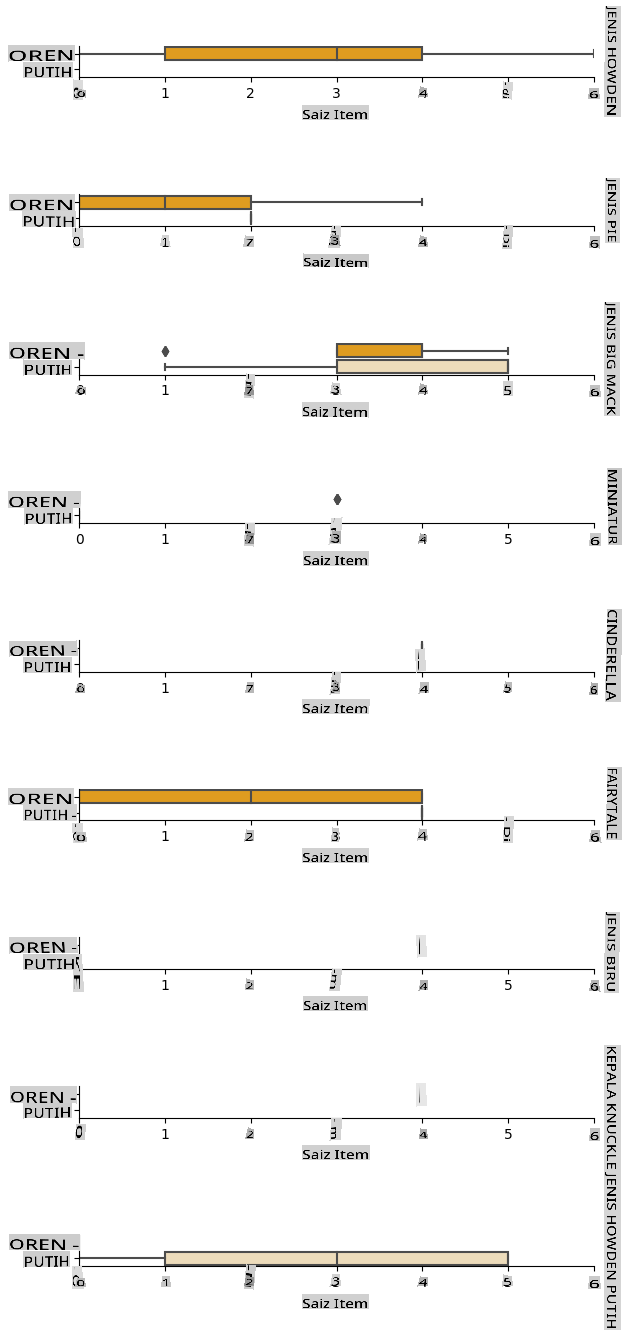 JENIS HOWDEN
OREN
PUTIH
1 2 3 4 6
Saiz Item
JENIS PIE
OREN
PUTIH
0 1 2 3 4 6
Saiz Item
JENIS BIG MACK
OREN -
PUTIH
1 3 4 5 6
Saiz Item
MINIATUR
OREN -
PUTIH
0 1 3 4 5 6
Saiz Item
CINDERELLA
OREN -
PUTIH
1 4 5 6
Saiz Item
FAIRYTALE
OREN
PUTIH -
1 2 3 4 6
Saiz Item
JENIS BIRU
OREN -
PUTIH
1 2 4 5 6
Saiz Item
KEPALA KNUCKLE
OREN -
PUTIH
0 1 2 4 5 6
Saiz Item
JENIS HOWDEN PUTIH
OREN -
PUTIH
1 3 4 5 6
Saiz Item